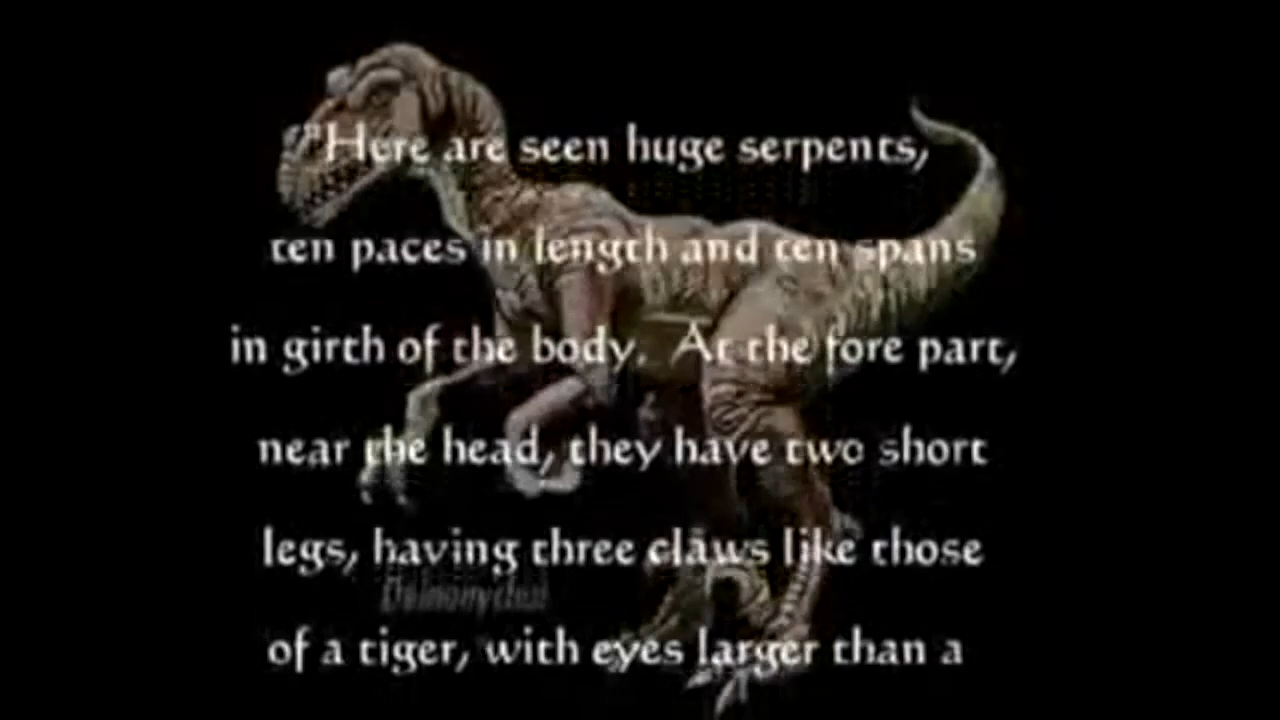 "Here are seen huge serpents,
ten paces in length and ten spans
in girth of the body. At the fore part,
near the head, they have two short
legs, having three claws like those
Deinonychus
of a tiger, with eyes larger than a